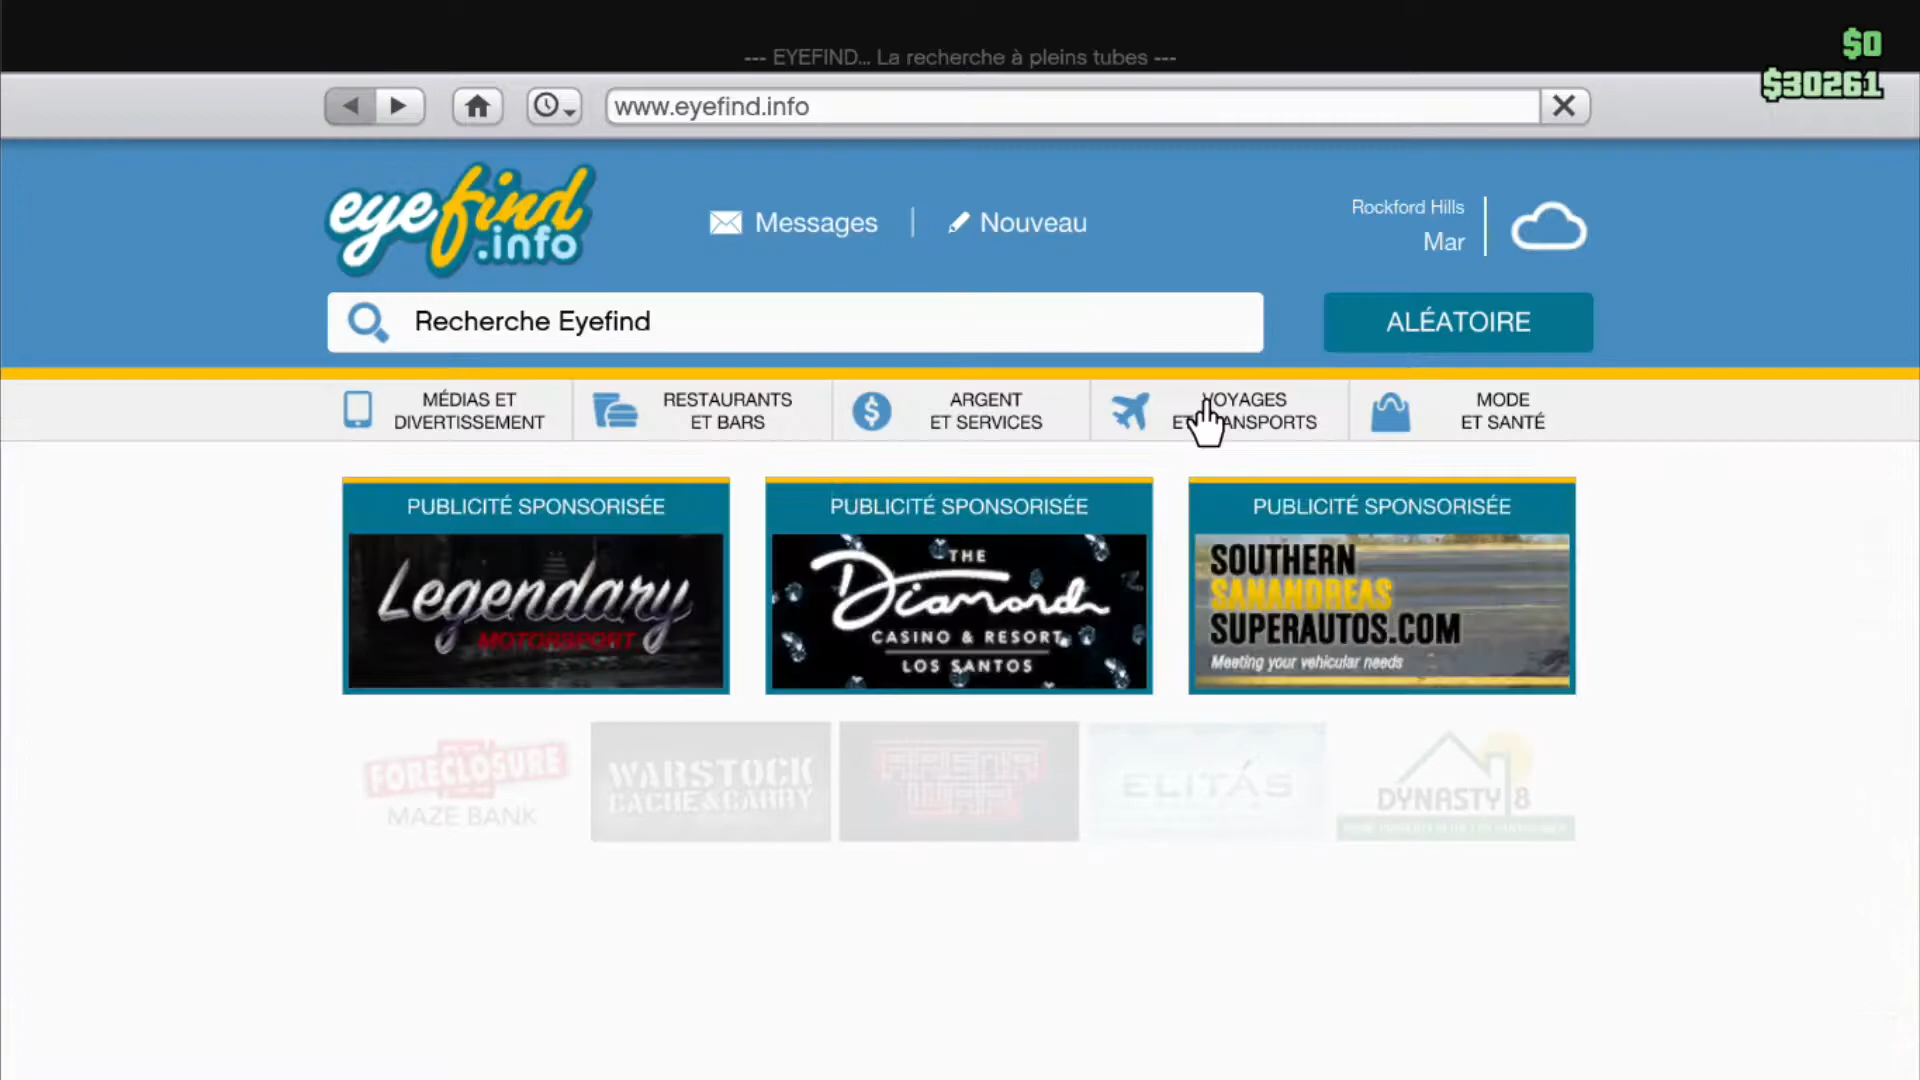 --- EYEFIND... La recherche à pleins tubes ---
$0
$30261
www.eyefind.info
eyefind
.info
Messages
Nouveau
Rockford Hills
Mar
Recherche Eyefind
ALÉATOIRE
MÉDIAS ET
DIVERTISSEMENT
RESTAURANTS
ET BARS
ARGENT
ET SERVICES
VOYAGES
ET TRANSPORTS
MODE
ET SANTÉ
PUBLICITÉ SPONSORISÉE
Legendary
MOTORSPORT
PUBLICITÉ SPONSORISÉE
THE
Diamond
CASINO & RESORT
LOS SANTOS
PUBLICITÉ SPONSORISÉE
SOUTHERN
SANANDREAS
SUPERAUTOS.COM
Meeting your vehicular needs
FORECLOSURE
MAZE BANK
WARSTOCK
CACHE&CARRY
ELITÁS
DYNASTY 8